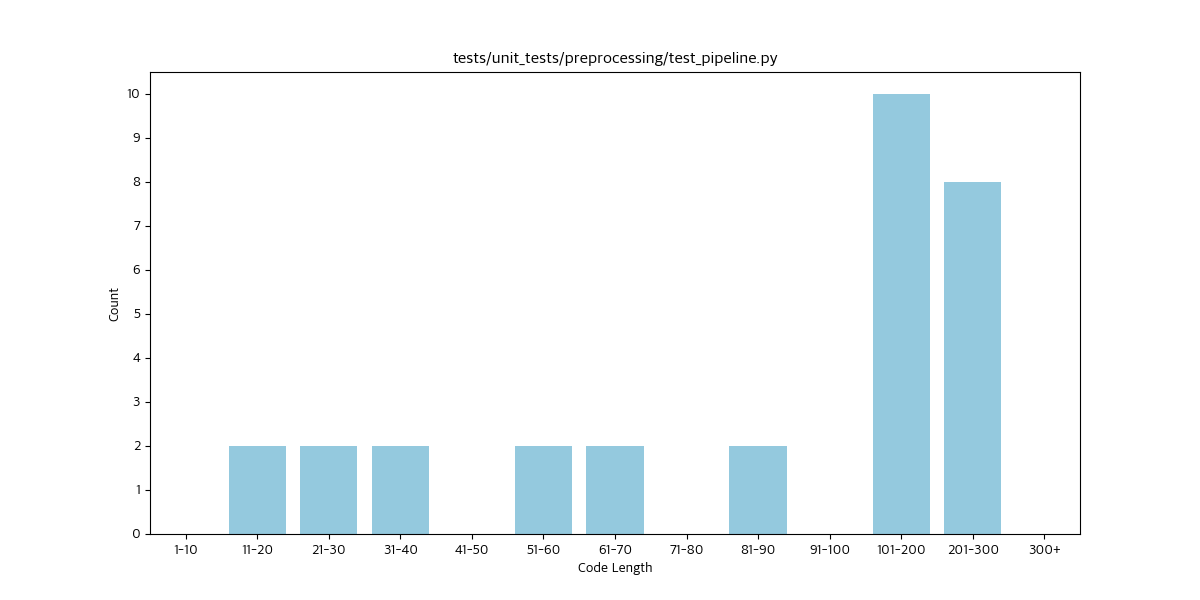 tests/unit_tests/preprocessing/test_pipeline.py
10
9
8
7
6
5
4
3
2
1
0
Count
1-10 11-20 21-30 31-40 41-50 51-60 61-70 71-80 81-90 91-100 101-200 201-300 300+
Code Length